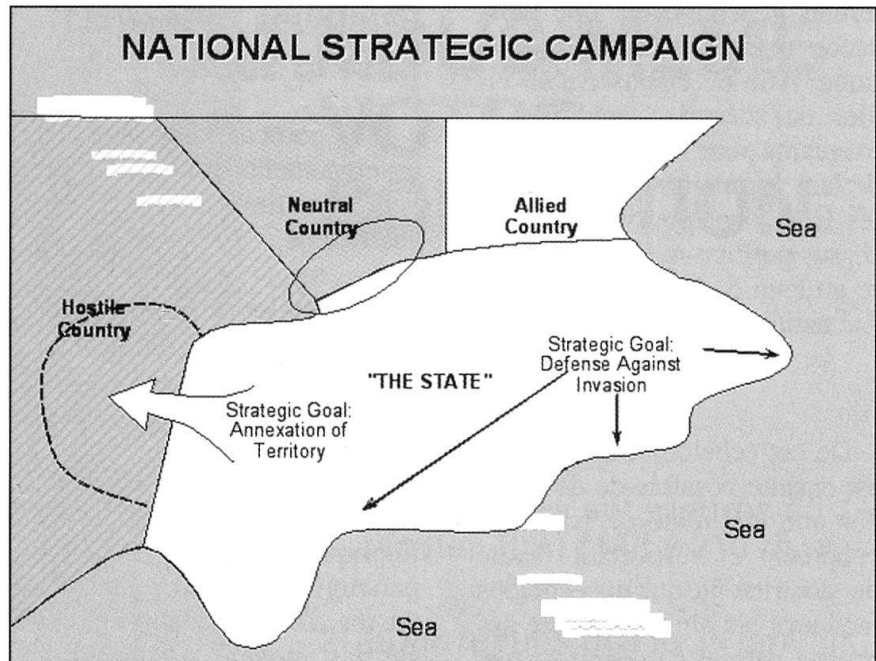 NATIONAL STRATEGIC CAMPAIGN
Neutral
Country
Allied
Country
Sea
Hostile
Country
Strategic Goal:
Defense Against
Invasion
"THE STATE"
Strategic Goal:
Annexation of
Territory
Sea
Sea